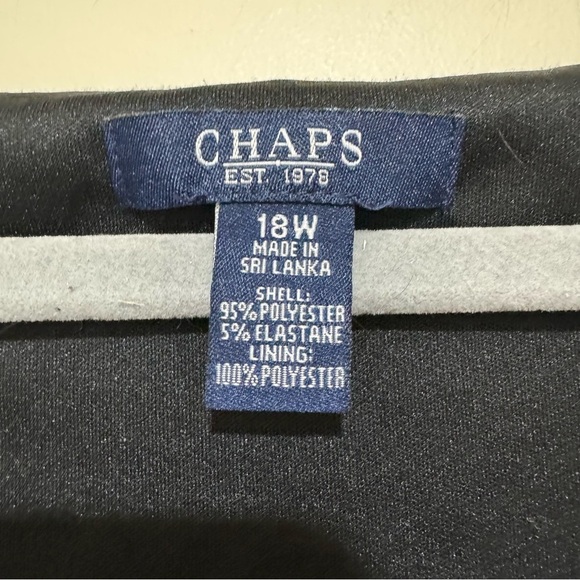 CHAPS
EST. 1978
18W
MADE IN
SRI LANKA
SHELL:
95% POLYESTER
5% ELASTANE
LINING:
100% POLYESTER